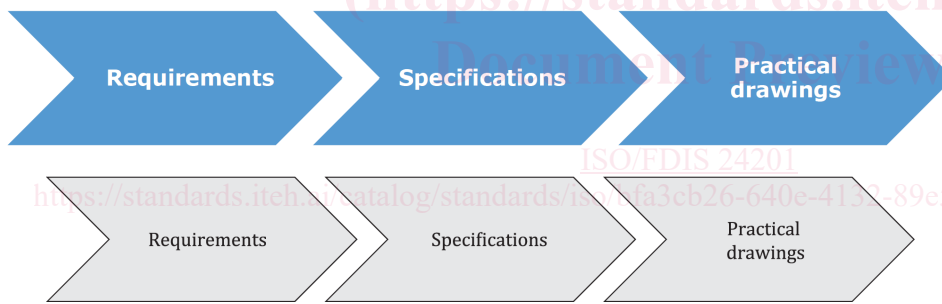 (https://standards.iteh
Document Preview
Requirements
Specifications
Practical
drawings
ISO/FDIS 24201
https://standards.iteh.ai/catalog/standards/iso/bfa3cb26-640e-4132-89e
Requirements
Specifications
Practical
drawings